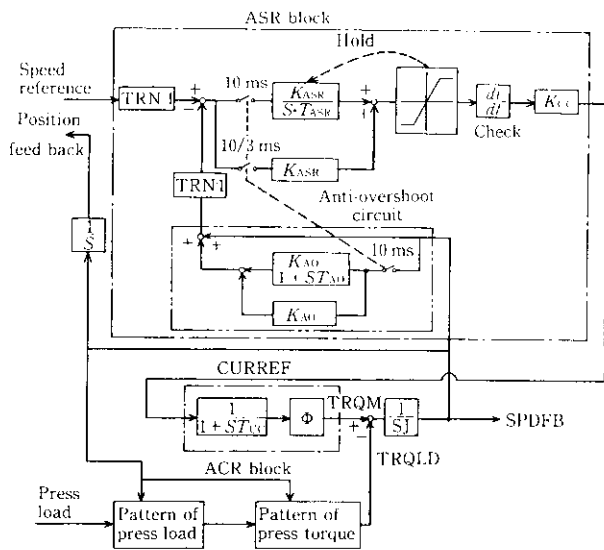 ASR block
Hold
Speed
reference
TRN 1
10 ms
K_ASR
S·T_ASR
di
dt
Check
K_CC
Position
feed back
10/3 ms
K_ASR
TRN1
Anti-overshoot
circuit
10 ms
1
S
K_AO
1 + ST_AO
K_AO
CURREF
1
1 + ST_CC
Φ
TRQM
1
SJ
SPDFB
TRQLD
ACR block
Press
load
Pattern of
press load
Pattern of
press torque